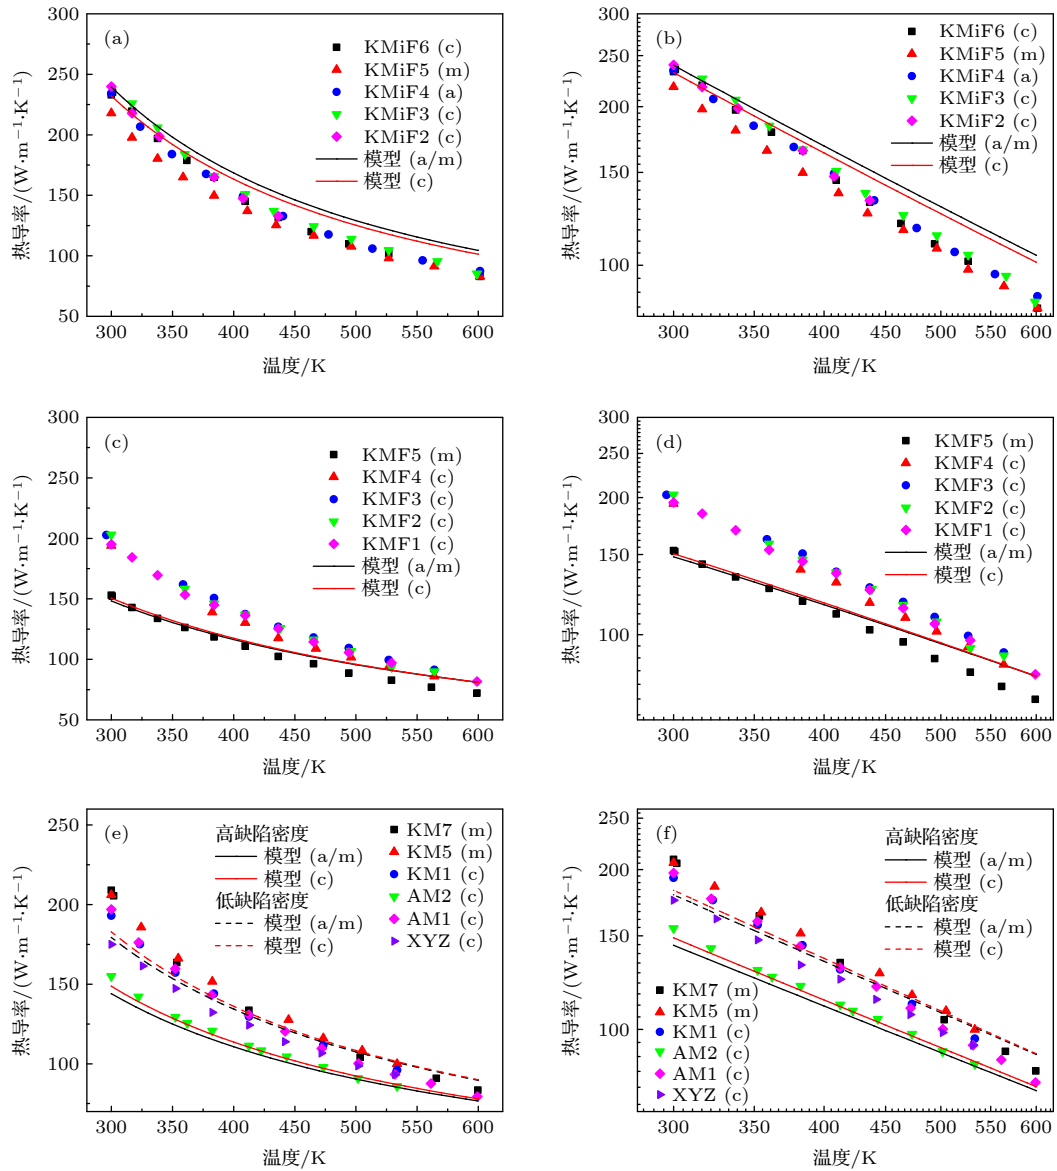 (a)
KMiF6 (c)
KMiF5 (m)
KMiF4 (a)
KMiF3 (c)
KMiF2 (c)
模型 (a/m)
模型 (c)
热导率/(W·m⁻¹·K⁻¹)
300
250
200
150
100
50
300
350
400
450
500
550
600
温度/K
(b)
KMiF6 (c)
KMiF5 (m)
KMiF4 (a)
KMiF3 (c)
KMiF2 (c)
模型 (a/m)
模型 (c)
热导率/(W·m⁻¹·K⁻¹)
300
250
200
150
100
300
350
400
450
500
550
600
温度/K
(c)
KMF5 (m)
KMF4 (c)
KMF3 (c)
KMF2 (c)
KMF1 (c)
模型 (a/m)
模型 (c)
热导率/(W·m⁻¹·K⁻¹)
300
250
200
150
100
50
300
350
400
450
500
550
600
温度/K
(d)
KMF5 (m)
KMF4 (c)
KMF3 (c)
KMF2 (c)
KMF1 (c)
模型 (a/m)
模型 (c)
热导率/(W·m⁻¹·K⁻¹)
300
250
200
150
100
300
350
400
450
500
550
600
温度/K
(e)
高缺陷密度
模型 (a/m)
模型 (c)
低缺陷密度
模型 (a/m)
模型 (c)
KM7 (m)
KM5 (m)
KM1 (c)
AM2 (c)
AM1 (c)
XYZ (c)
热导率/(W·m⁻¹·K⁻¹)
250
200
150
100
300
350
400
450
500
550
600
温度/K
(f)
高缺陷密度
模型 (a/m)
模型 (c)
低缺陷密度
模型 (a/m)
模型 (c)
KM7 (m)
KM5 (m)
KM1 (c)
AM2 (c)
AM1 (c)
XYZ (c)
热导率/(W·m⁻¹·K⁻¹)
250
200
150
100
300
350
400
450
500
550
600
温度/K